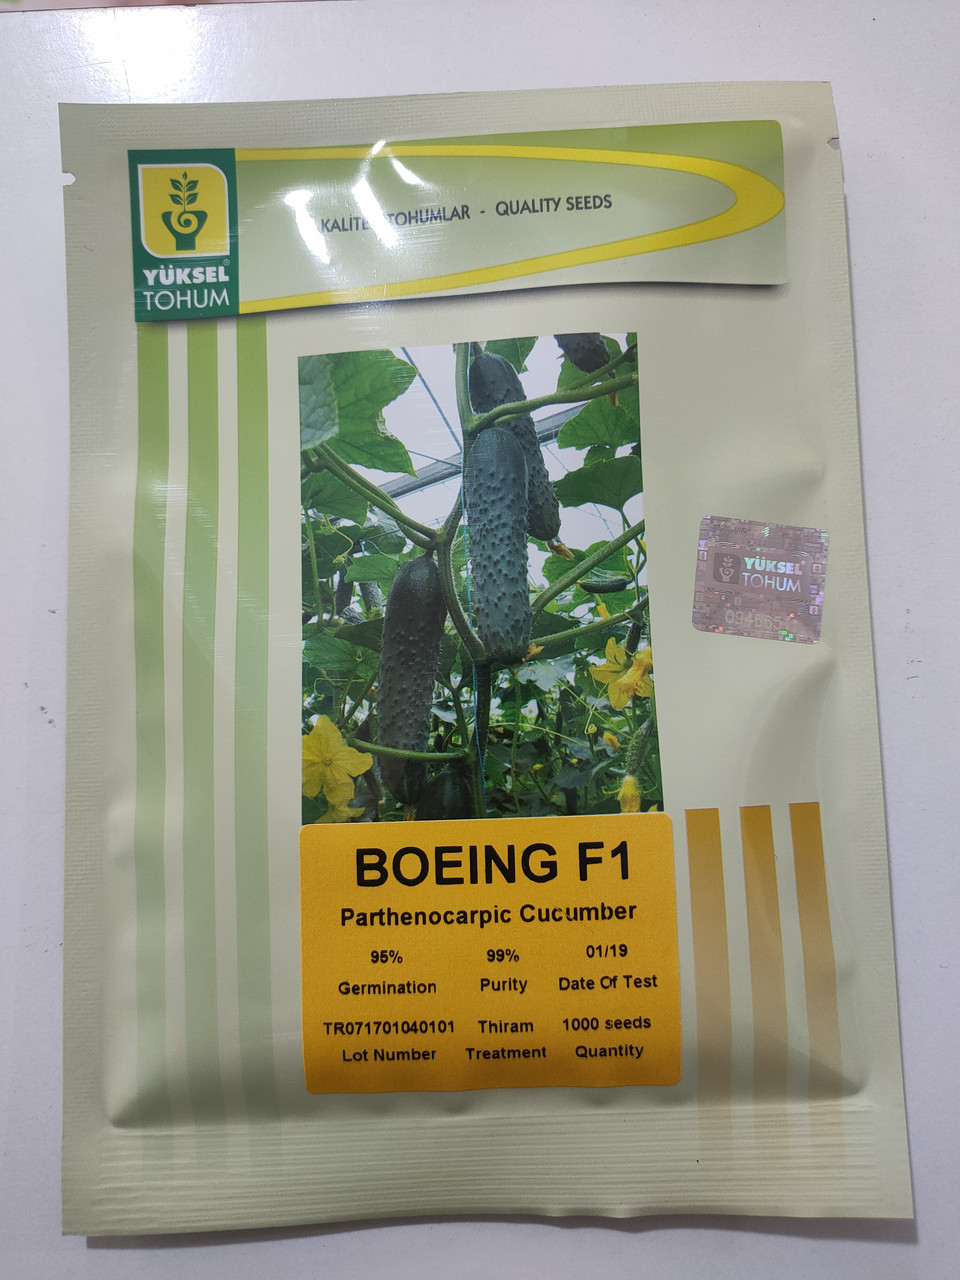 YÜKSEL®
TOHUM
TOHUMLAR - QUALITY SEEDS
YÜKSEL®
TOHUM
BOEING F1
Parthenocarpic Cucumber
95% 99% 01/19
Germination Purity Date Of Test
TR071701040101 Thiram 1000 seeds
Lot Number Treatment Quantity